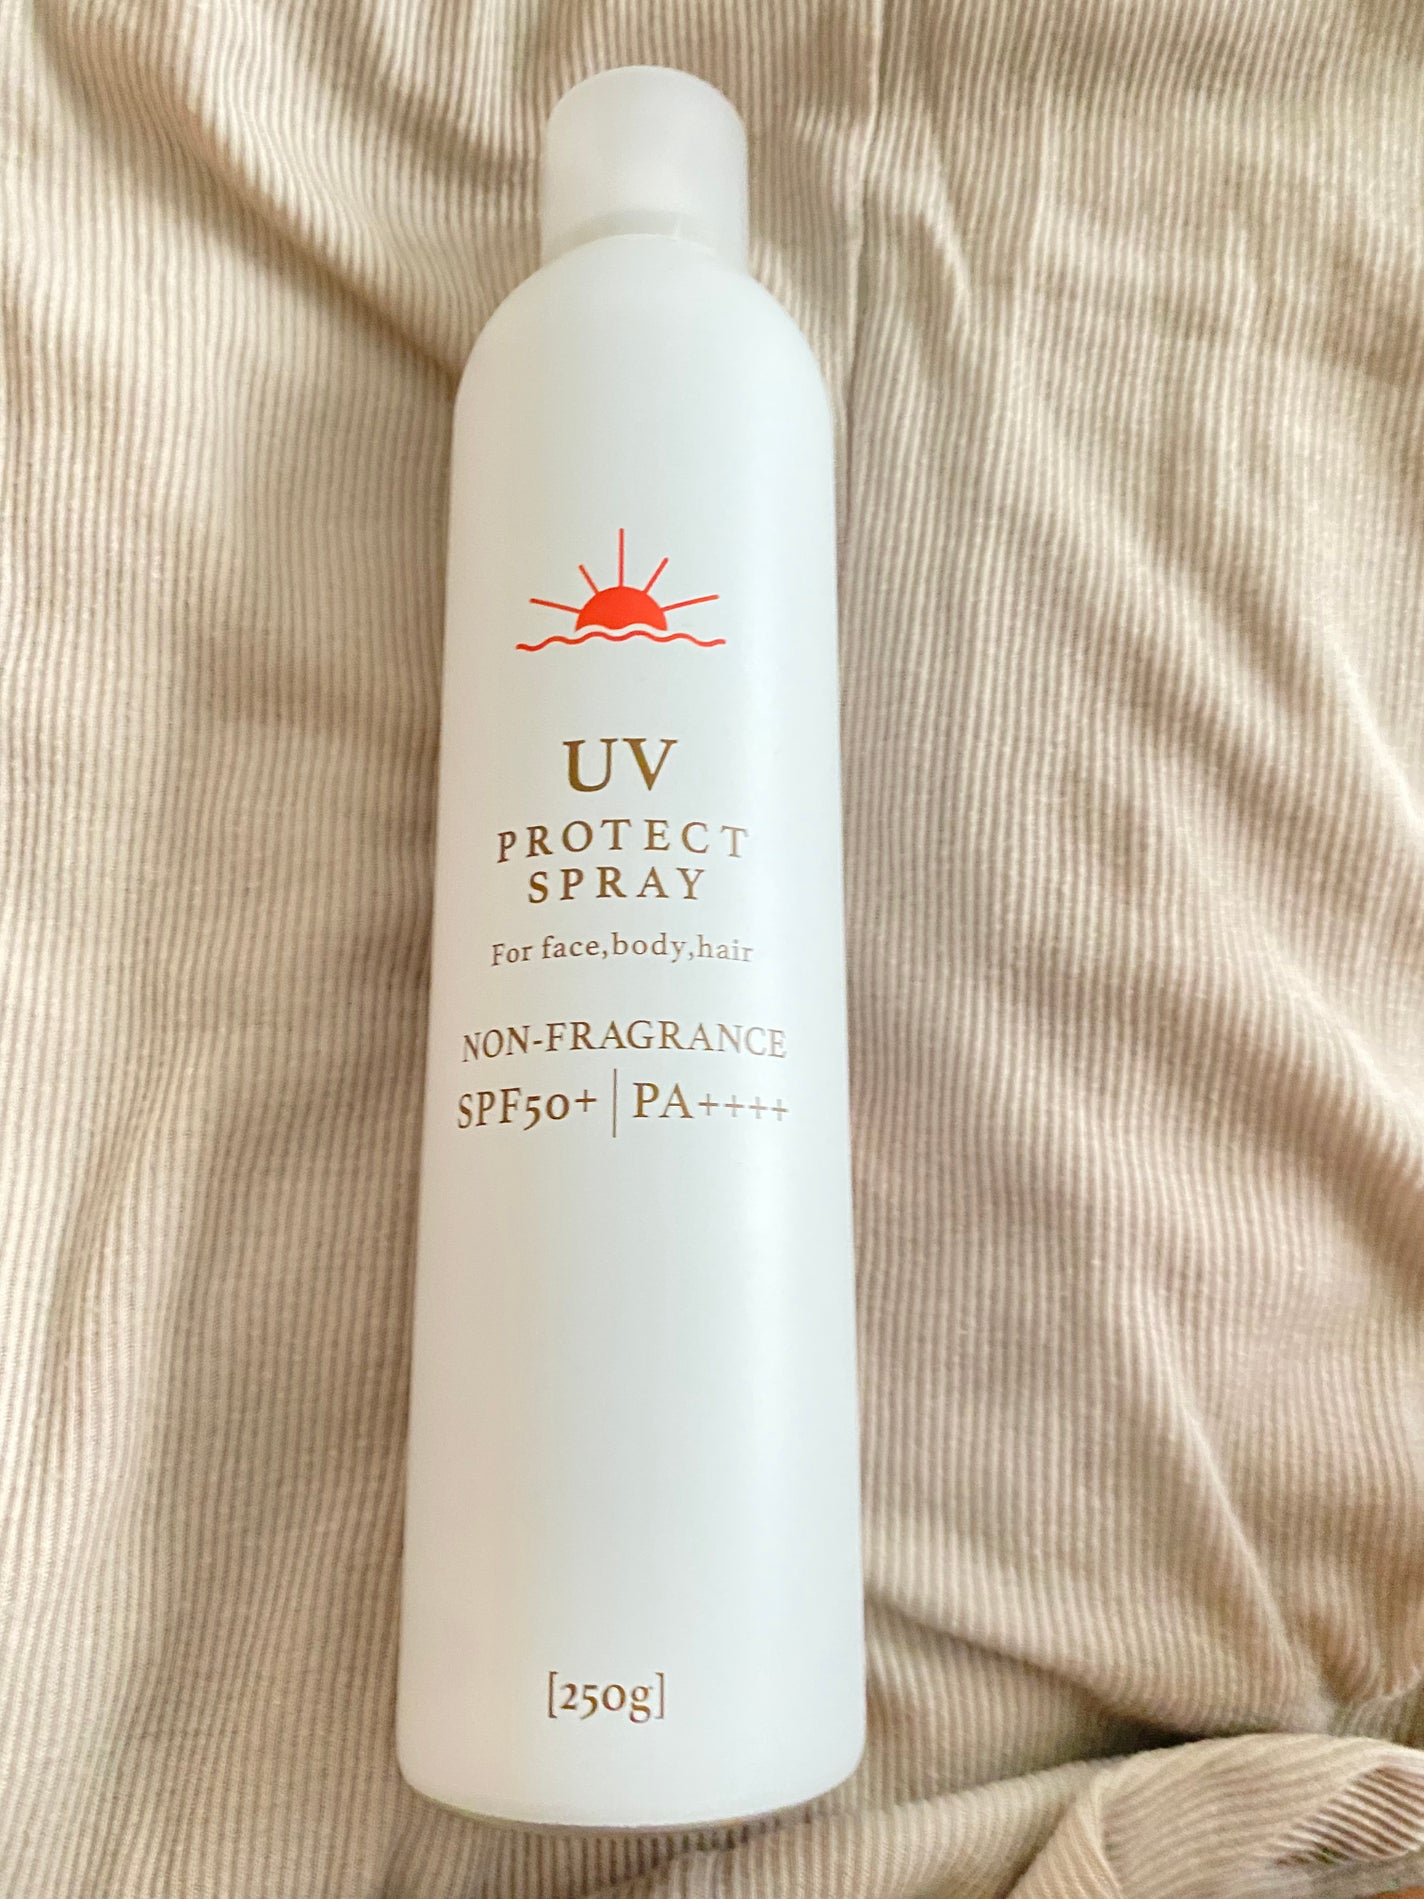 UV
PROTECT
SPRAY
For face,body,hair
NON-FRAGRANCE
SPF50+|PA++++
[250g]